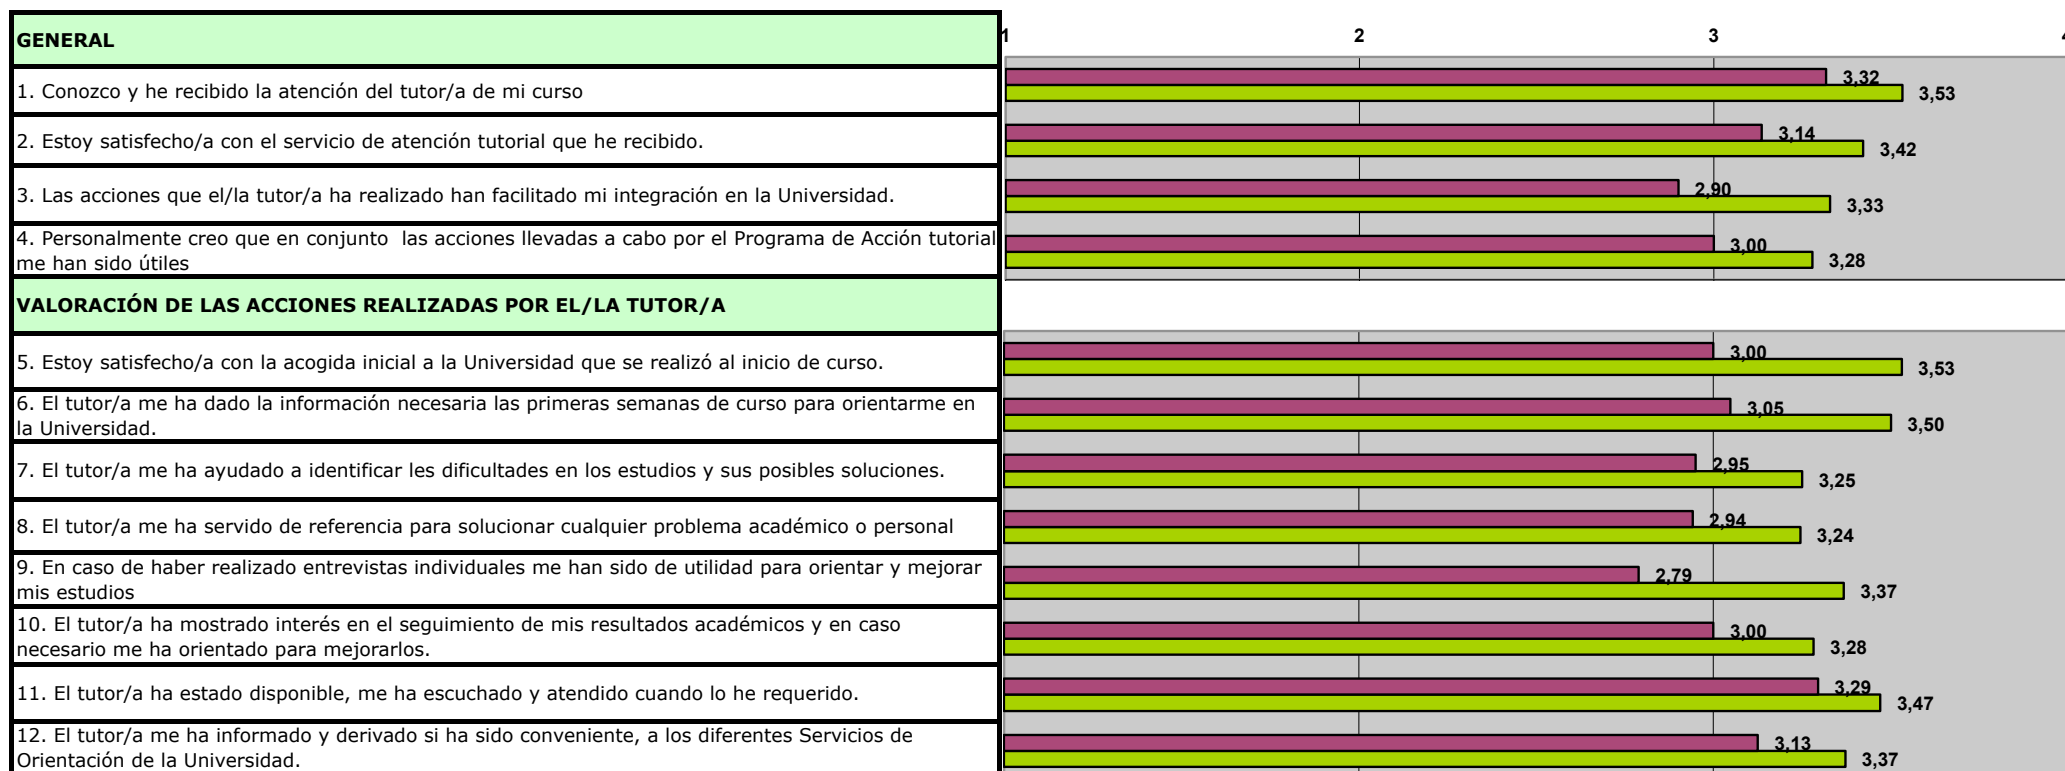 GENERAL
1 2 3 4
1. Conozco y he recibido la atención del tutor/a de mi curso
3,32
3,53
2. Estoy satisfecho/a con el servicio de atención tutorial que he recibido.
3,14
3,42
3. Las acciones que el/la tutor/a ha realizado han facilitado mi integración en la Universidad.
2,90
3,33
4. Personalmente creo que en conjunto  las acciones llevadas a cabo por el Programa de Acción tutorial
me han sido útiles
3,00
3,28
VALORACIÓN DE LAS ACCIONES REALIZADAS POR EL/LA TUTOR/A
5. Estoy satisfecho/a con la acogida inicial a la Universidad que se realizó al inicio de curso.
3,00
3,53
6. El tutor/a me ha dado la información necesaria las primeras semanas de curso para orientarme en
la Universidad.
3,05
3,50
7. El tutor/a me ha ayudado a identificar les dificultades en los estudios y sus posibles soluciones.
2,95
3,25
8. El tutor/a me ha servido de referencia para solucionar cualquier problema académico o personal
2,94
3,24
9. En caso de haber realizado entrevistas individuales me han sido de utilidad para orientar y mejorar
mis estudios
2,79
3,37
10. El tutor/a ha mostrado interés en el seguimiento de mis resultados académicos y en caso
necesario me ha orientado para mejorarlos.
3,00
3,28
11. El tutor/a ha estado disponible, me ha escuchado y atendido cuando lo he requerido.
3,29
3,47
12. El tutor/a me ha informado y derivado si ha sido conveniente, a los diferentes Servicios de
Orientación de la Universidad.
3,13
3,37